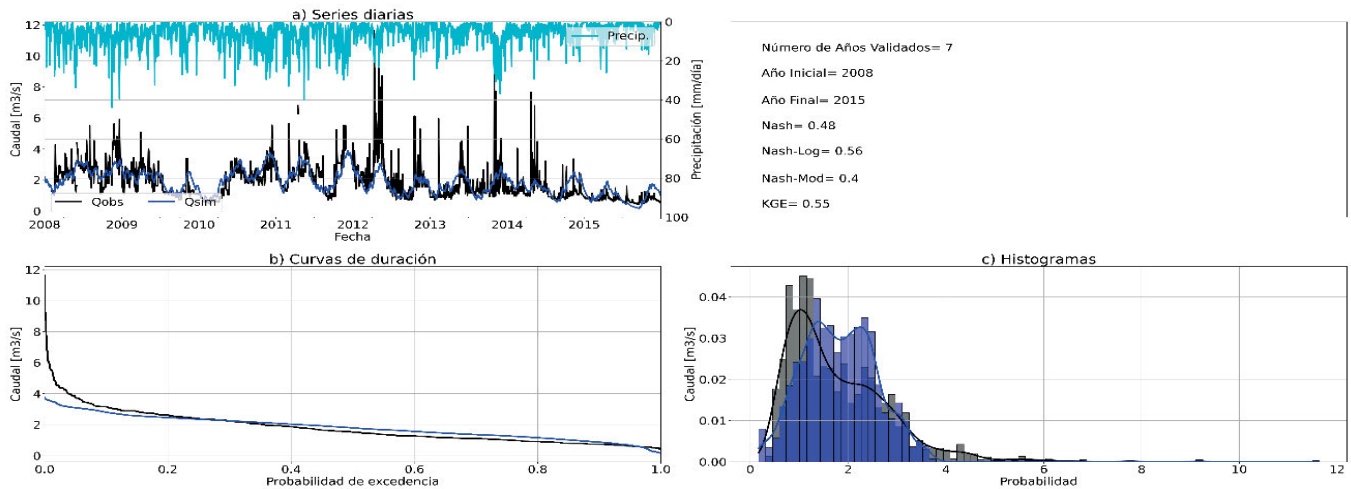 a) Series diarias
12
10
8
6
4
2
0
Caudal [m3/s]
0
20
40
60
80
100
Precipitación [mm/día]
Precip.
Qobs
Qsim
2008
2009
2010
2011
2012
2013
2014
2015
Fecha
Número de Años Validados= 7
Año Inicial= 2008
Año Final= 2015
Nash= 0.48
Nash-Log= 0.56
Nash-Mod= 0.4
KGE= 0.55
b) Curvas de duración
12
10
8
6
4
2
0
Caudal [m3/s]
0.0
0.2
0.4
0.6
0.8
1.0
Probabilidad de excedencia
c) Histogramas
0.04
0.03
0.02
0.01
0.00
Caudal [m3/s]
0
2
4
6
8
10
12
Probabilidad